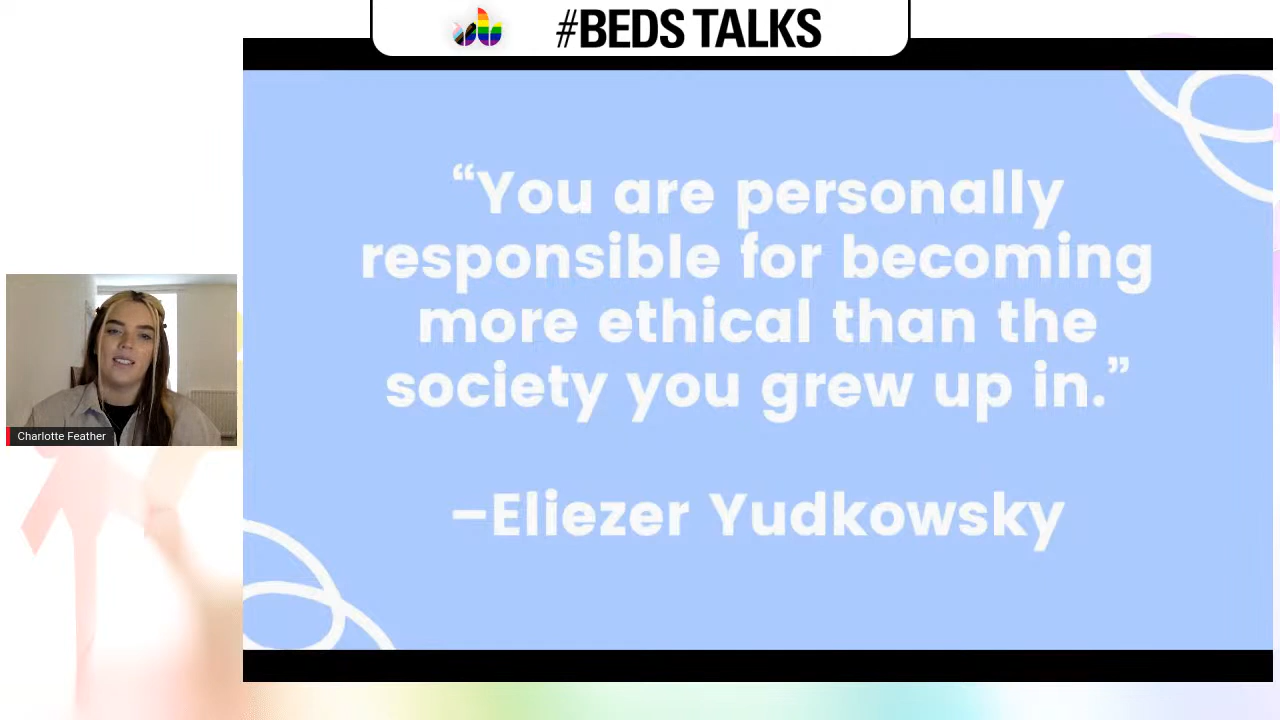 #BEDS TALKS
“You are personally
responsible for becoming
more ethical than the
society you grew up in.”
–Eliezer Yudkowsky
Charlotte Feather